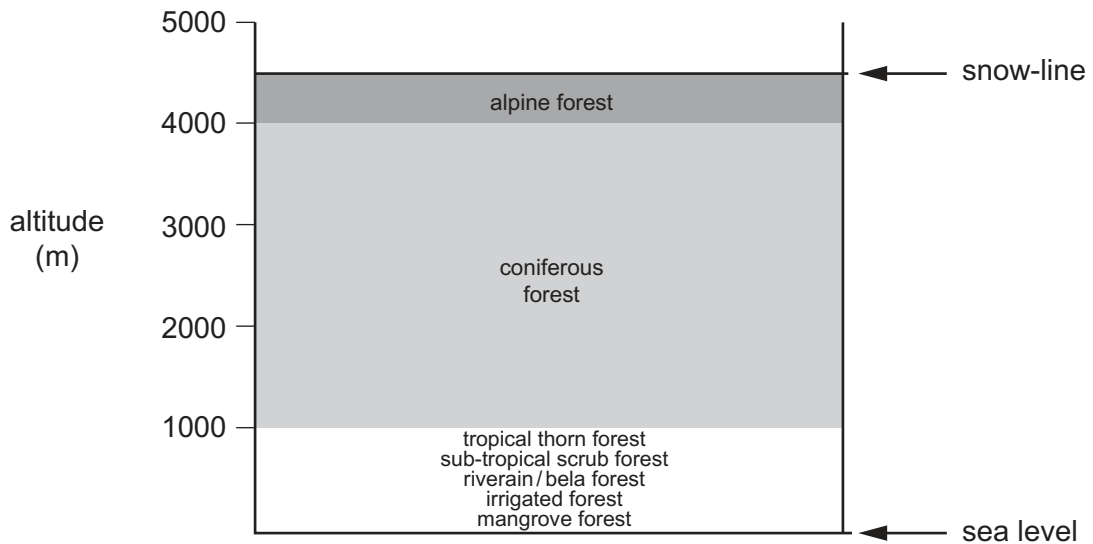 5000
snow-line
alpine forest
4000
altitude
(m)
3000
coniferous
forest
2000
1000
tropical thorn forest
sub-tropical scrub forest
riverain / bela forest
irrigated forest
mangrove forest
sea level